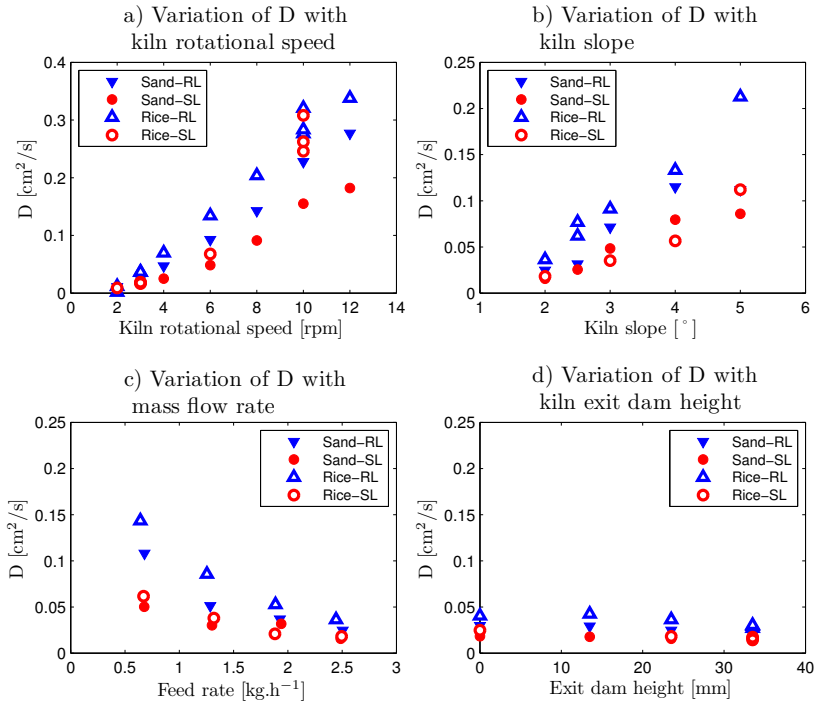 a) Variation of D with
kiln rotational speed
D [cm²/s]
0.4
0.3
0.2
0.1
0
Sand−RL
Sand−SL
Rice−RL
Rice−SL
0 2 4 6 8 10 12 14
Kiln rotational speed [rpm]
b) Variation of D with
kiln slope
D [cm²/s]
0.25
0.2
0.15
0.1
0.05
0
Sand−RL
Sand−SL
Rice−RL
Rice−SL
1 2 3 4 5 6
Kiln slope [°]
c) Variation of D with
mass flow rate
D [cm²/s]
0.25
0.2
0.15
0.1
0.05
0
Sand−RL
Sand−SL
Rice−RL
Rice−SL
0 0.5 1 1.5 2 2.5 3
Feed rate [kg.h⁻¹]
d) Variation of D with
kiln exit dam height
D [cm²/s]
0.25
0.2
0.15
0.1
0.05
0
Sand−RL
Sand−SL
Rice−RL
Rice−SL
0 10 20 30 40
Exit dam height [mm]